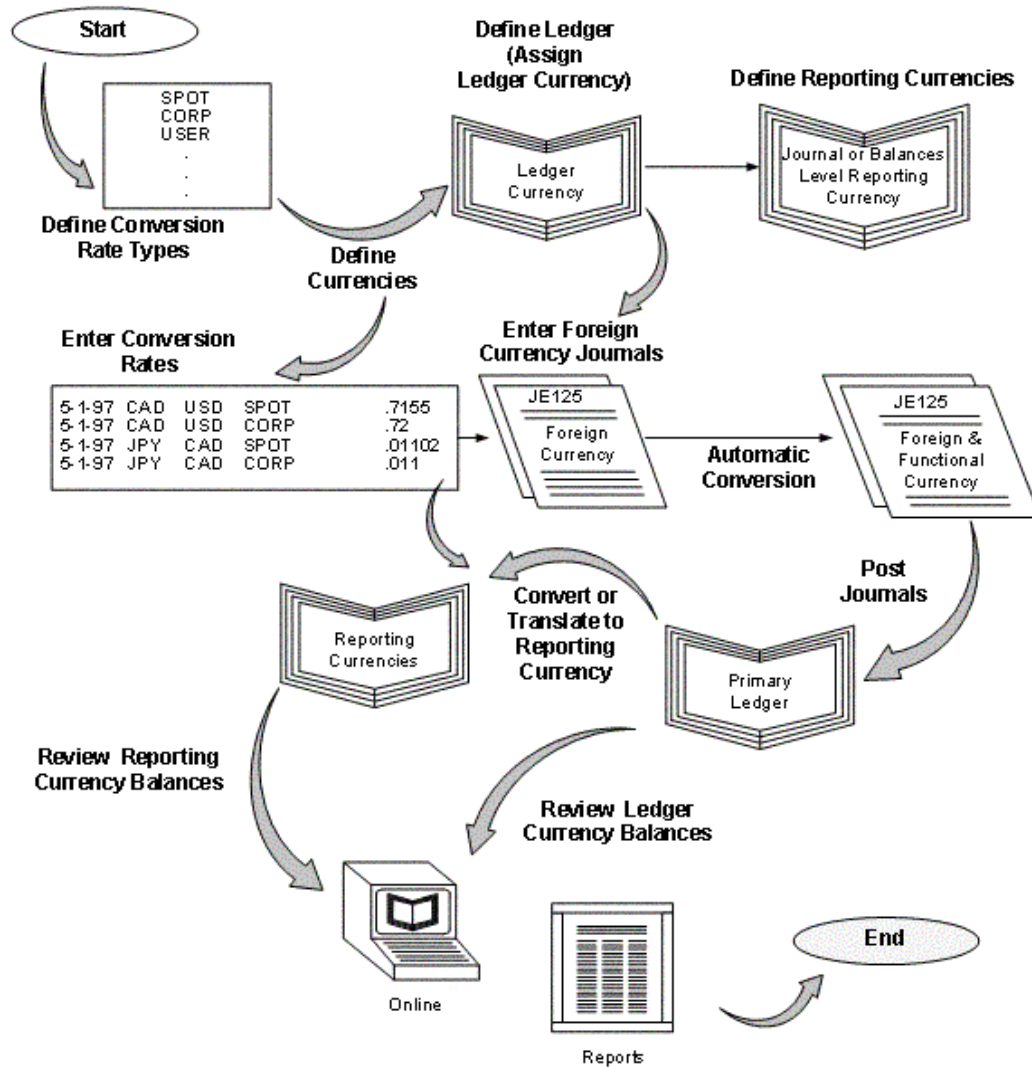 Start
Define Ledger
(Assign
Ledger Currency)
Define Reporting Currencies
SPOT
CORP
USER
.
.
.
Ledger
Currency
Journal or Balances
Level Reporting
Currency
Define Conversion
Rate Types
Define
Currencies
Enter Conversion
Rates
Enter Foreign
Currency Journals
5-1-97 CAD USD SPOT .7155
5-1-97 CAD USD CORP .72
5-1-97 JPY CAD SPOT .01102
5-1-97 JPY CAD CORP .011
JE125
Foreign
Currency
Automatic
Conversion
JE125
Foreign &
Functional
Currency
Post
Journals
Reporting
Currencies
Convert or
Translate to
Reporting
Currency
Primary
Ledger
Review Reporting
Currency Balances
Review Ledger
Currency Balances
Online
Reports
End